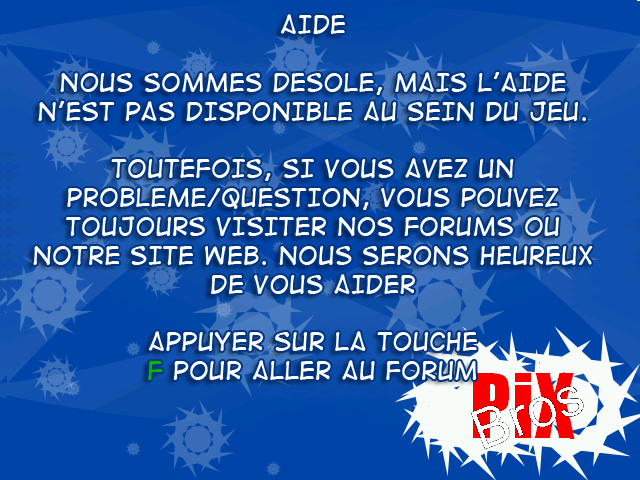 AIDE
NOUS SOMMES DESOLE, MAIS L'AIDE
N'EST PAS DISPONIBLE AU SEIN DU JEU.
TOUTEFOIS, SI VOUS AVEZ UN
PROBLEME/QUESTION, VOUS POUVEZ
TOUJOURS VISITER NOS FORUMS OU
NOTRE SITE WEB. NOUS SERONS HEUREUX
DE VOUS AIDER
APPUYER SUR LA TOUCHE
F POUR ALLER AU FORUM
PiX
Bros